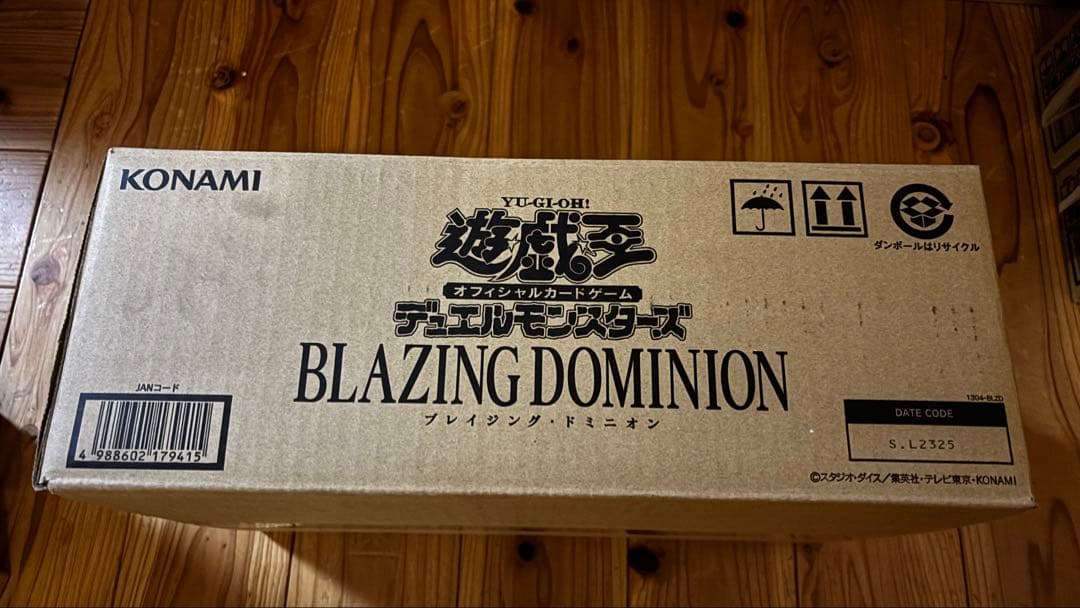 KONAMI
YU-GI-OH!
遊戯王
オフィシャルカードゲーム
デュエルモンスターズ
BLAZING DOMINION
ブレイジング・ドミニオン
ダンボールはリサイクル
JANコード
4 988602 179415
1304-BLZD
DATE CODE
S.L2325
©スタジオ・ダイス/集英社・テレビ東京・KONAMI